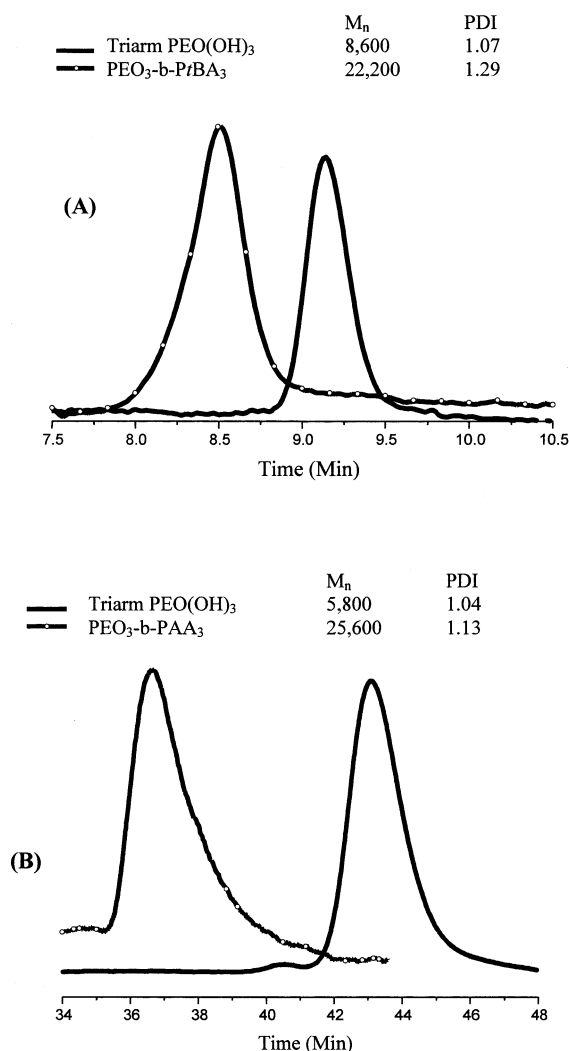 Mₙ PDI
Triarm PEO(OH)₃ 8,600 1.07
PEO₃-b-PtBA₃ 22,200 1.29
(A)
7.5 8.0 8.5 9.0 9.5 10.0 10.5
Time (Min)
Mₙ PDI
Triarm PEO(OH)₃ 5,800 1.04
PEO₃-b-PAA₃ 25,600 1.13
(B)
34 36 38 40 42 44 46 48
Time (Min)